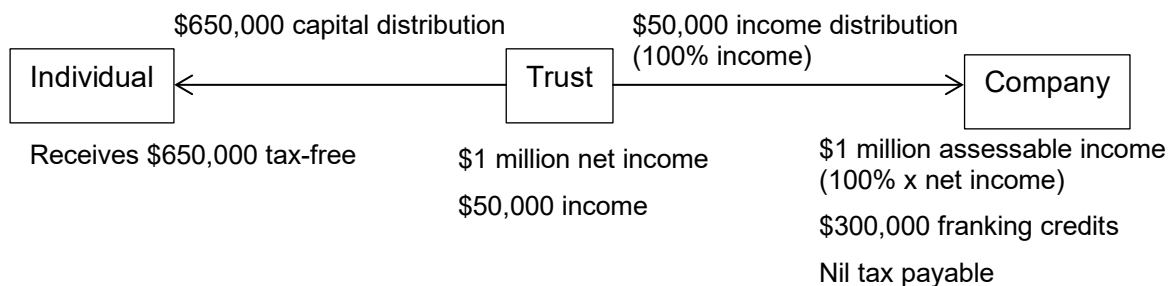 $650,000 capital distribution
$50,000 income distribution
(100% income)
Individual
Trust
Company
Receives $650,000 tax-free
$1 million net income
$50,000 income
$1 million assessable income
(100% x net income)
$300,000 franking credits
Nil tax payable